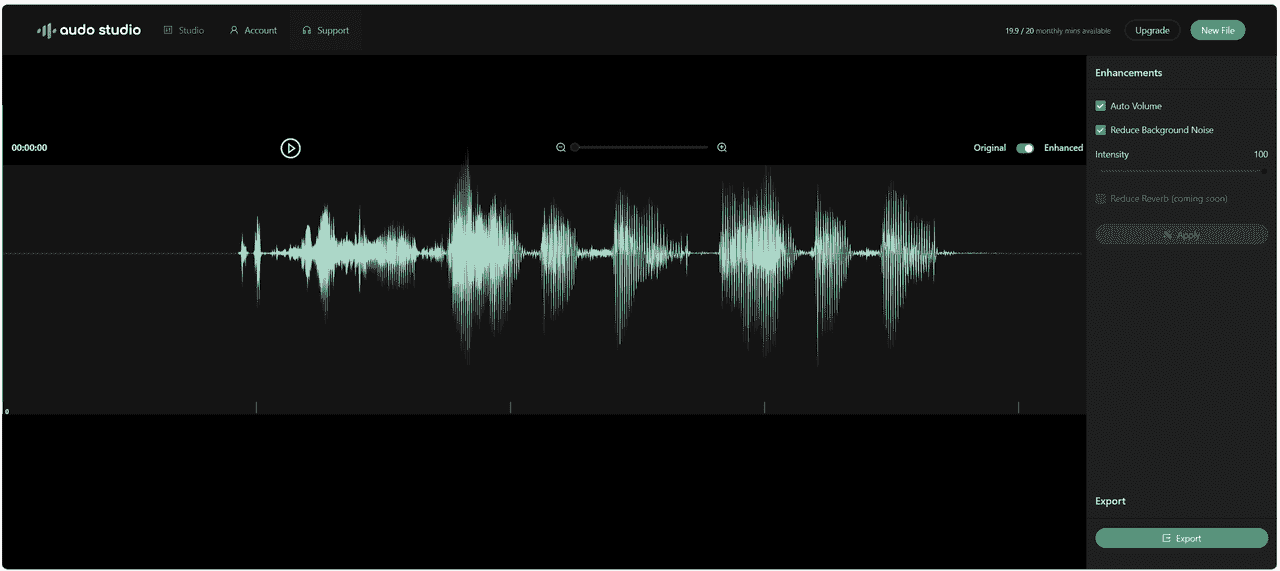 audo studio
Studio
Account
Support
19.9 / 20 monthly mins available
Upgrade
New File
Enhancements
Auto Volume
00:00:00
Original
Enhanced
Reduce Background Noise
Intensity
100
Reduce Reverb (coming soon)
Apply
0
Export
Export